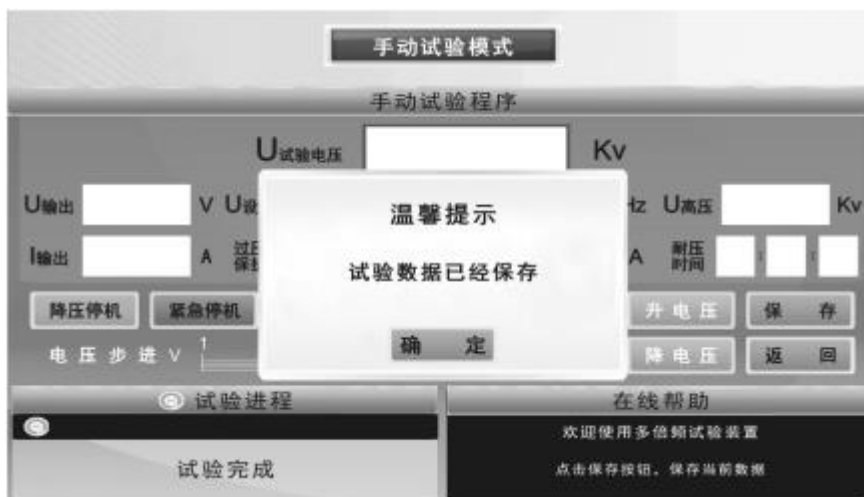 手动试验模式
手动试验程序
U试验电压 Kv
U输出 V U设 Hz U高压 Kv
I输出 A 过压保护 A 耐压时间 : :
降压停机 紧急停机 升电压 保存
电压步进V 1 降电压 返回
温馨提示
试验数据已经保存
确定
试验进程 在线帮助
欢迎使用多倍频试验装置
试验完成 点击保存按钮，保存当前数据